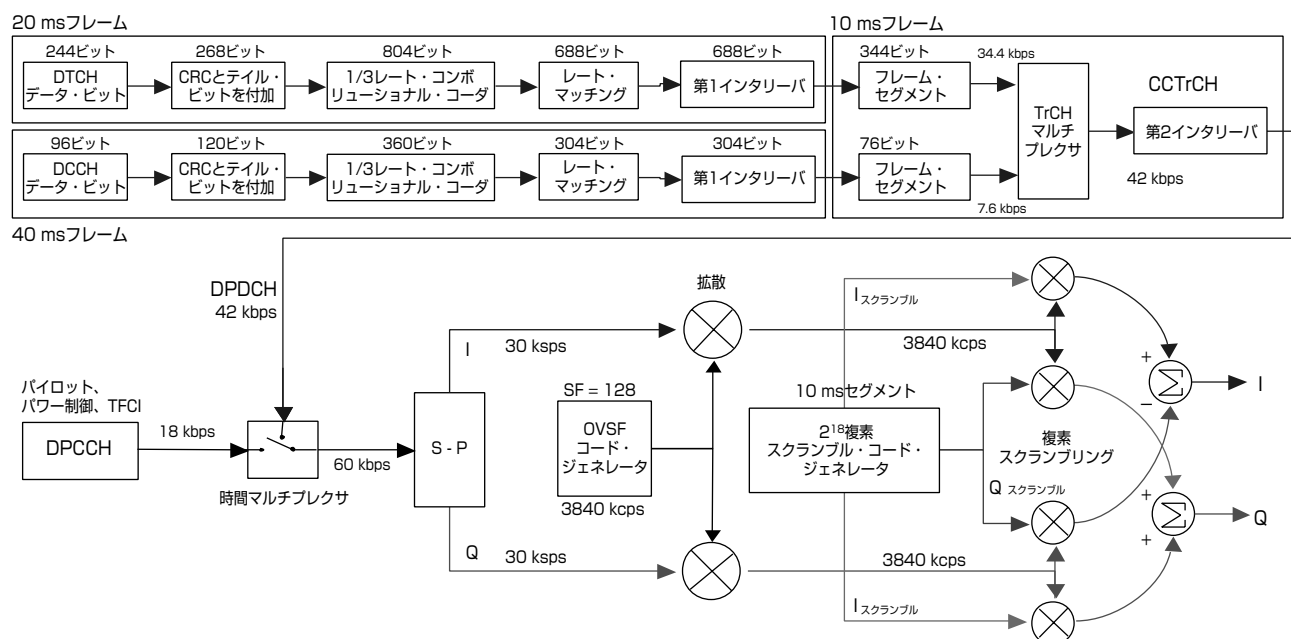 20 msフレーム
10 msフレーム
244ビット
268ビット
804ビット
688ビット
688ビット
344ビット
34.4 kbps
DTCH
データ・ビット
CRCとテイル・
ビットを付加
1/3レート・コンボ
リューショナル・コーダ
レート・
マッチング
第1インタリーバ
フレーム・
セグメント
CCTrCH
TrCH
マルチ
プレクサ
第2インタリーバ
96ビット
120ビット
360ビット
304ビット
304ビット
76ビット
DCCH
データ・ビット
CRCとテイル・
ビットを付加
1/3レート・コンボ
リューショナル・コーダ
レート・
マッチング
第1インタリーバ
フレーム・
セグメント
42 kbps
7.6 kbps
40 msフレーム
DPDCH
42 kbps
拡散
I スクランブル
I
30 ksps
3840 kcps
パイロット、
パワー制御、TFCI
DPCCH
18 kbps
60 kbps
時間マルチプレクサ
S - P
SF = 128
OVSF
コード・
ジェネレータ
3840 kcps
10 msセグメント
2¹⁸複素
スクランブル・コード・
ジェネレータ
複素
スクランブリング
Q スクランブル
+
−
Σ
I
+
+
Σ
Q
Q
30 ksps
3840 kcps
I スクランブル